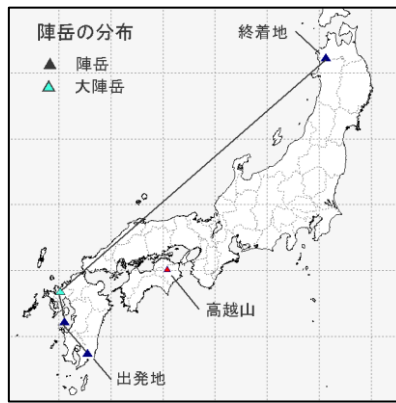 陣岳の分布
陣岳
大陣岳
終着地
高越山
出発地